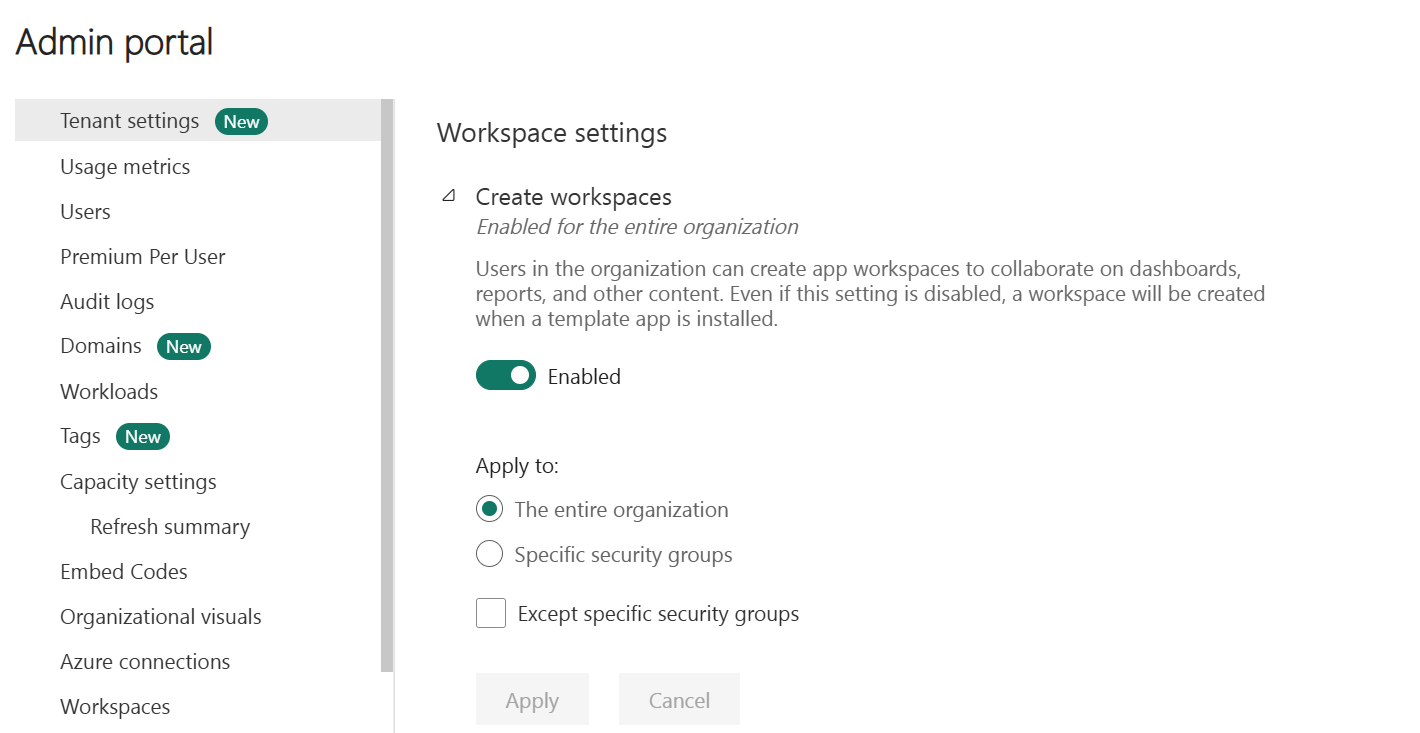 Admin portal
Tenant settings New
Usage metrics
Users
Premium Per User
Audit logs
Domains New
Workloads
Tags New
Capacity settings
Refresh summary
Embed Codes
Organizational visuals
Azure connections
Workspaces
Workspace settings
Create workspaces
Enabled for the entire organization
Users in the organization can create app workspaces to collaborate on dashboards,
reports, and other content. Even if this setting is disabled, a workspace will be created
when a template app is installed.
Enabled
Apply to:
The entire organization
Specific security groups
Except specific security groups
Apply Cancel